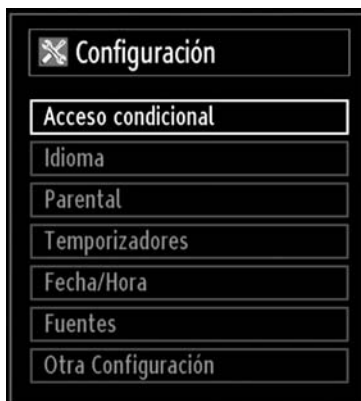 Configuración
Acceso condicional
Idioma
Parental
Temporizadores
Fecha/Hora
Fuentes
Otra Configuración